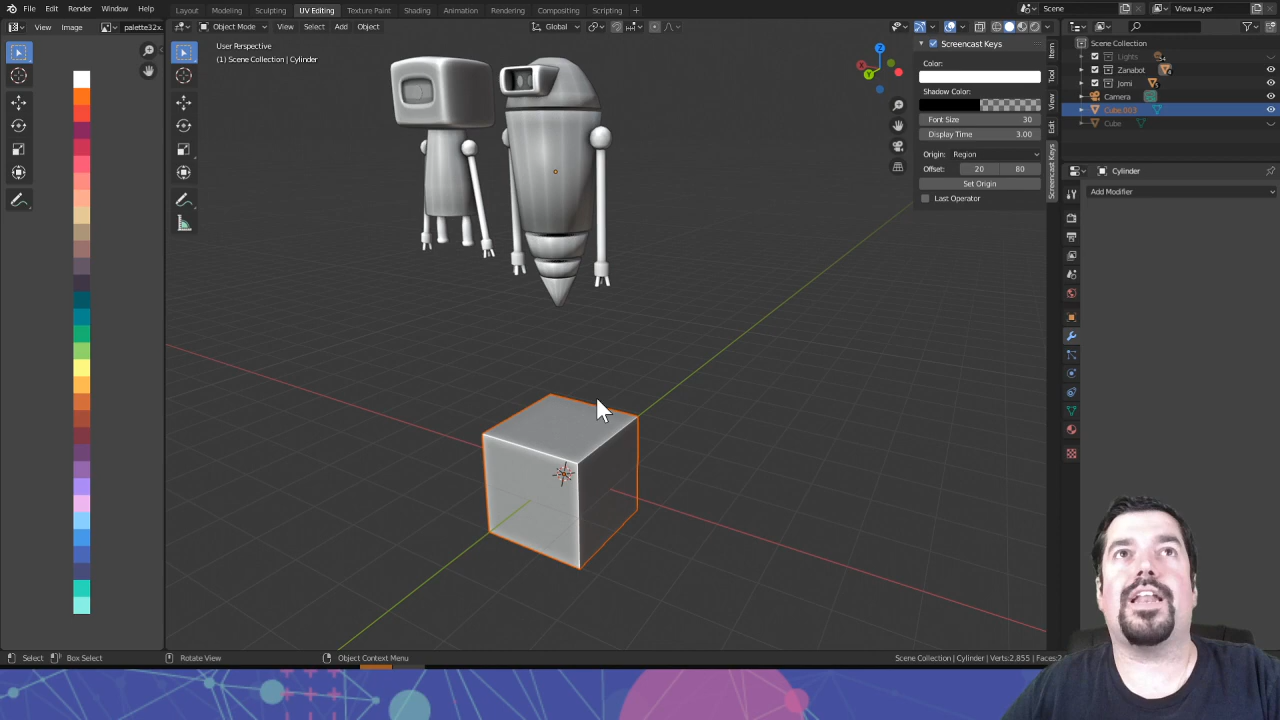 File Edit Render Window Help
Layout Modeling Sculpting UV Editing Texture Paint Shading Animation Rendering Compositing Scripting +
Scene View Layer
View Image palette32x.
Object Mode View Select Add Object Global
User Perspective
(1) Scene Collection | Cylinder
Screencast Keys
Color:
Shadow Color:
Font Size 30
Display Time 3.00
Origin: Region
Offset: 20 80
Set Origin
Last Operator
Item
Tool
View
Edit
Screencast Keys
Scene Collection
Lights
Zanabot
Jomi
Camera
Cube.003
Cube
Cylinder
Add Modifier
Select Box Select Rotate View Object Context Menu
Scene Collection | Cylinder | Verts:2,855 | Faces:2